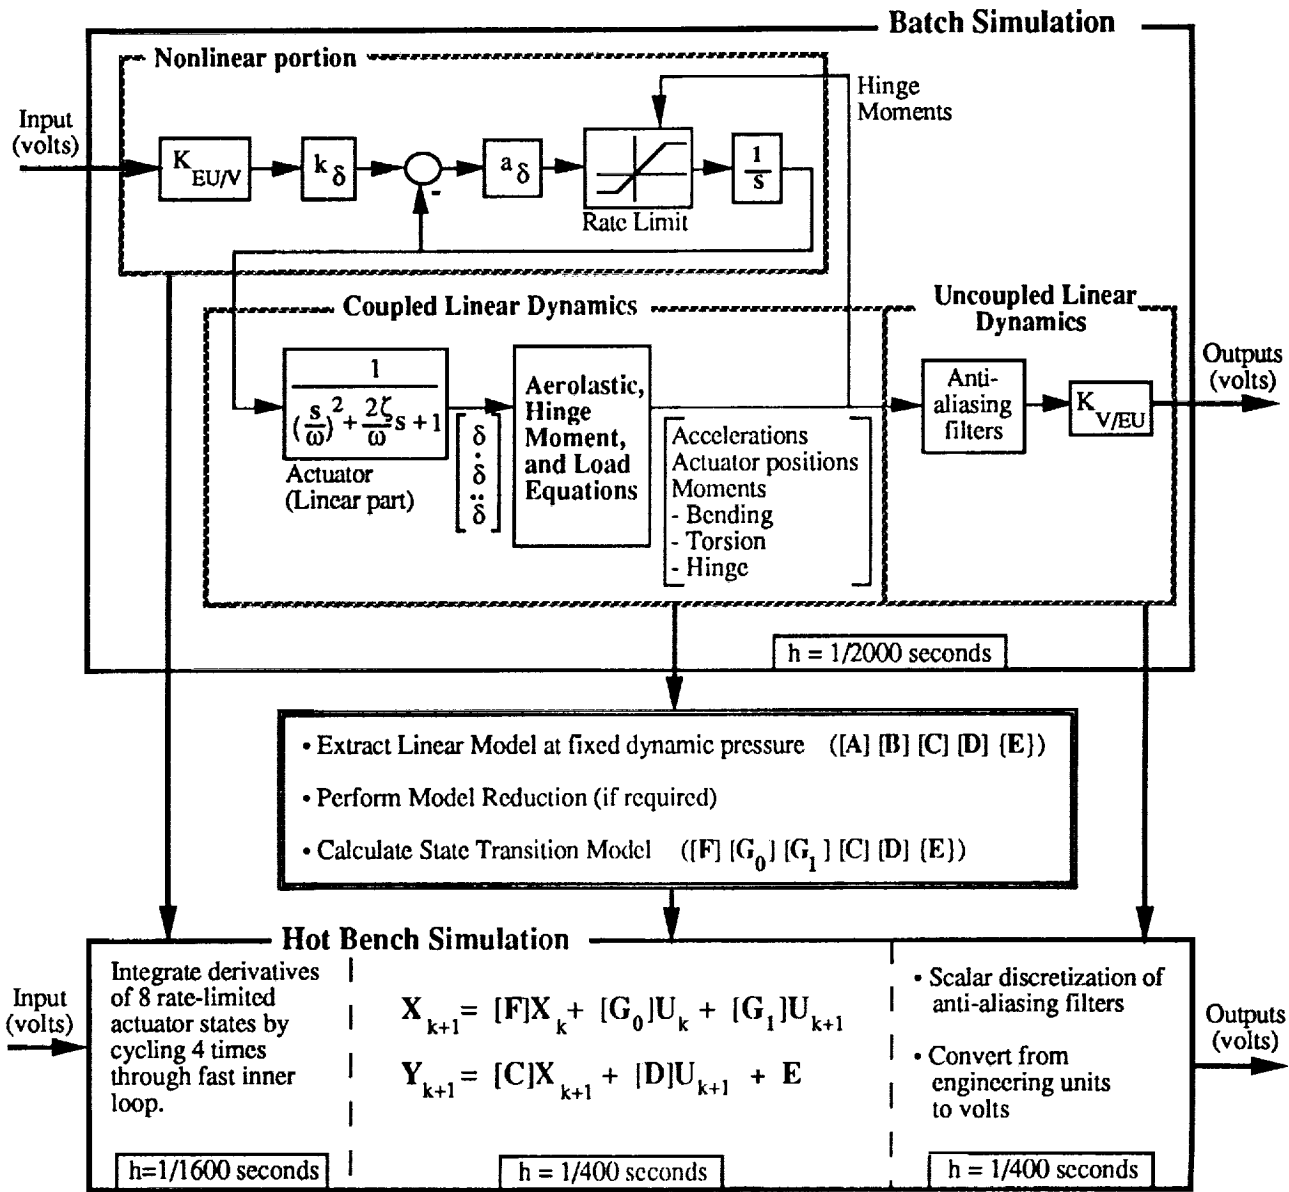 Batch Simulation
Nonlinear portion
Input
(volts)
K EU/V
k δ
-
a δ
Rate Limit
1
s
Hinge
Moments
Coupled Linear Dynamics
Uncoupled Linear
Dynamics
1
(s/ω)² + 2ζ/ω s + 1
Actuator
(Linear part)
δ
δ̇
δ̈
Aerolastic,
Hinge
Moment,
and Load
Equations
Accelerations
Actuator positions
Moments
- Bending
- Torsion
- Hinge
Anti-
aliasing
filters
K V/EU
Outputs
(volts)
h = 1/2000 seconds
• Extract Linear Model at fixed dynamic pressure ([A] [B] [C] [D] {E})
• Perform Model Reduction (if required)
• Calculate State Transition Model ([F] [G₀] [G₁] [C] [D] {E})
Hot Bench Simulation
Input
(volts)
Integrate derivatives
of 8 rate-limited
actuator states by
cycling 4 times
through fast inner
loop.
h=1/1600 seconds
X k+1 = [F]X k + [G₀]U k + [G₁]U k+1
Y k+1 = [C]X k+1 + [D]U k+1 + E
h = 1/400 seconds
• Scalar discretization of
anti-aliasing filters
• Convert from
engineering units
to volts
h = 1/400 seconds
Outputs
(volts)